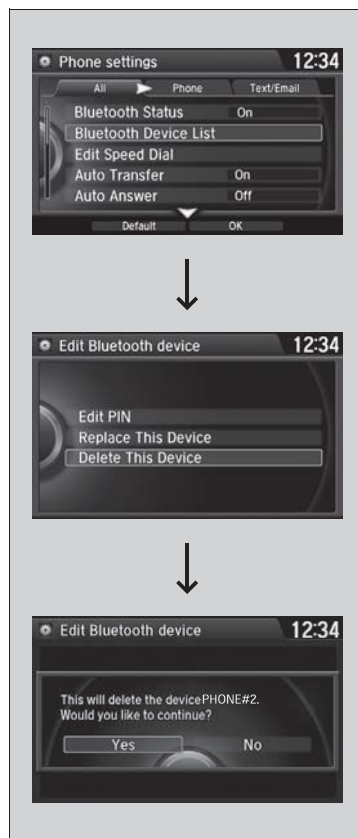 Phone settings 12:34
All Phone Text/Email
Bluetooth Status On
Bluetooth Device List
Edit Speed Dial
Auto Transfer On
Auto Answer Off
Default OK
Edit Bluetooth device 12:34
Edit PIN
Replace This Device
Delete This Device
Edit Bluetooth device 12:34
This will delete the device PHONE#2.
Would you like to continue?
Yes No